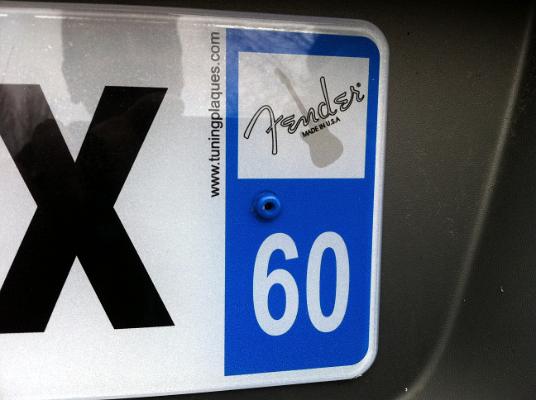 X
www.tuningplaques.com
Fender®
MADE IN U.S.A
60